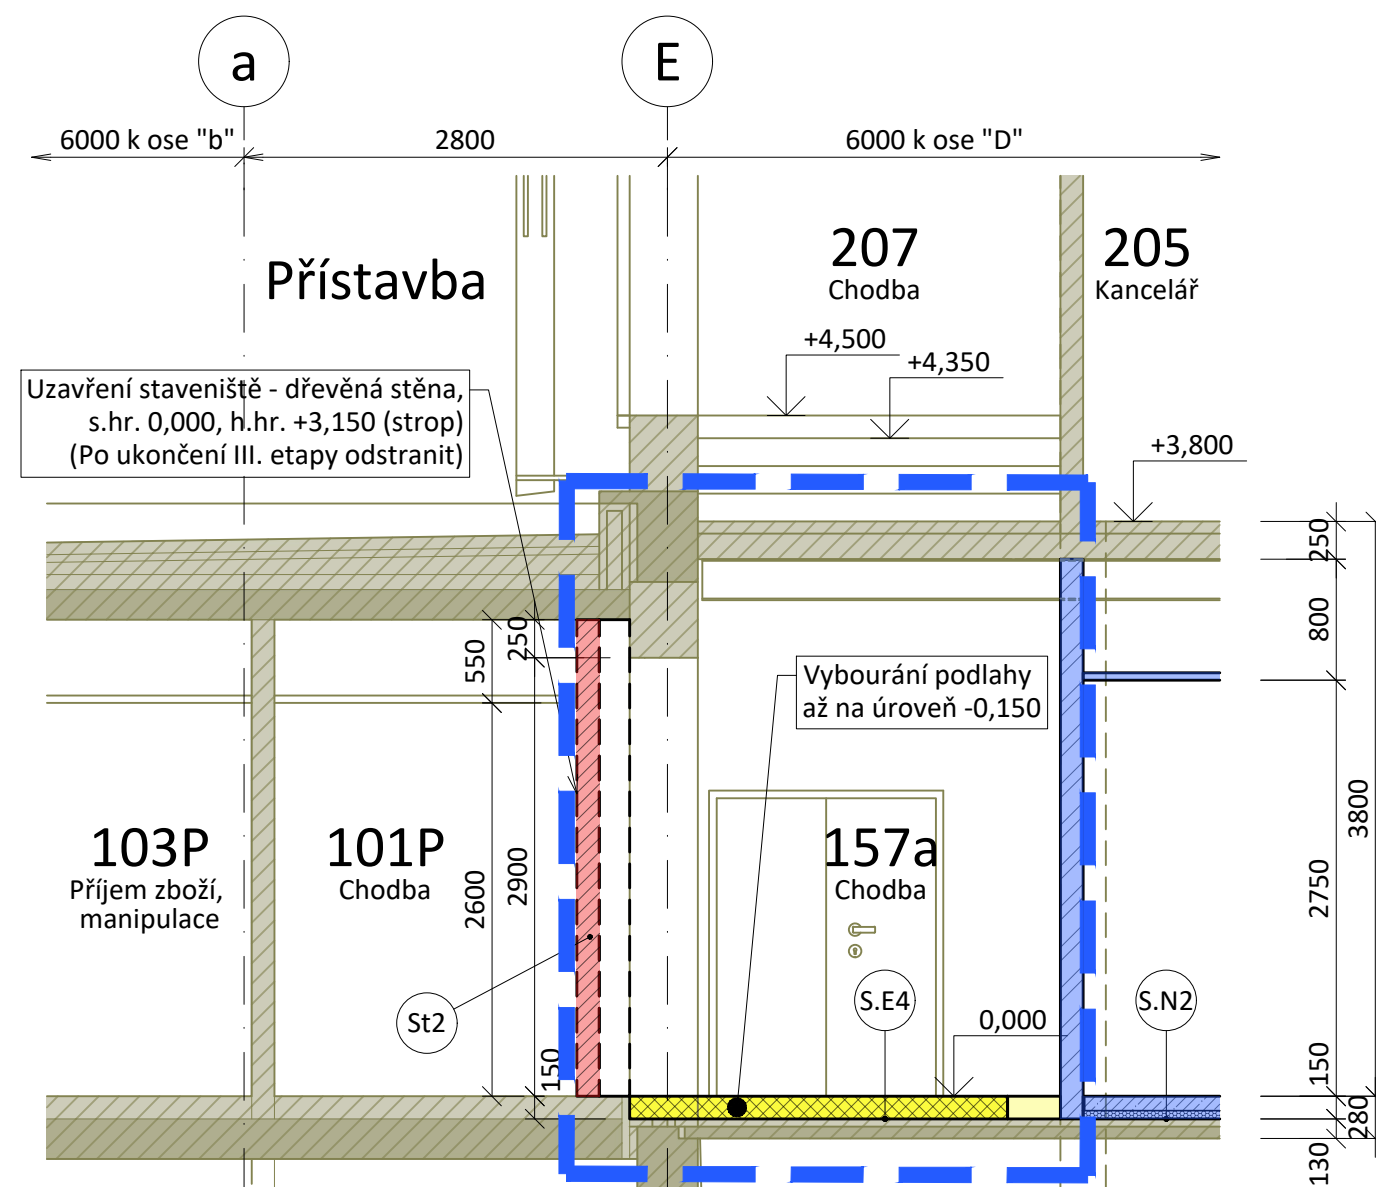 a
E
6000 k ose "b"
2800
6000 k ose "D"
Přístavba
207
Chodba
205
Kancelář
+4,500
+4,350
+3,800
Uzavření staveniště - dřevěná stěna,
s.hr. 0,000, h.hr. +3,150 (strop)
(Po ukončení III. etapy odstranit)
250
800
550
250
Vybourání podlahy
až na úroveň -0,150
3800
103P
Příjem zboží,
manipulace
101P
Chodba
2600
2900
157a
Chodba
2750
St2
S.E4
S.N2
0,000
150
150
280
130